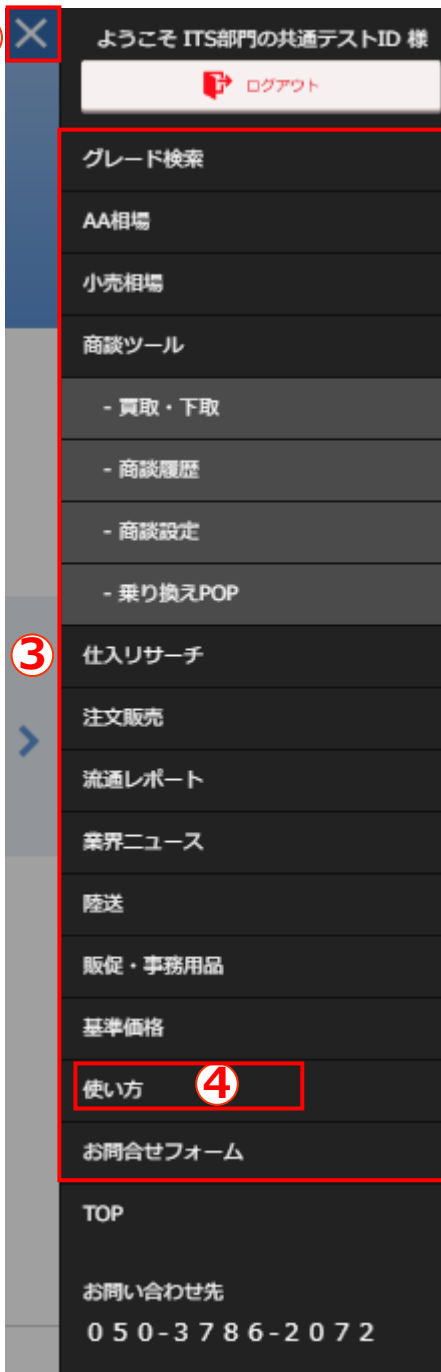 ようこそ ITS部門の共通テストID 様
ログアウト
グレード検索
AA相場
小売相場
商談ツール
- 買取・下取
- 商談履歴
- 商談設定
- 乗り換えPOP
③
仕入リサーチ
注文販売
流通レポート
業界ニュース
陸送
販促・事務用品
基準価格
使い方 ④
お問合せフォーム
TOP
お問い合わせ先
050-3786-2072